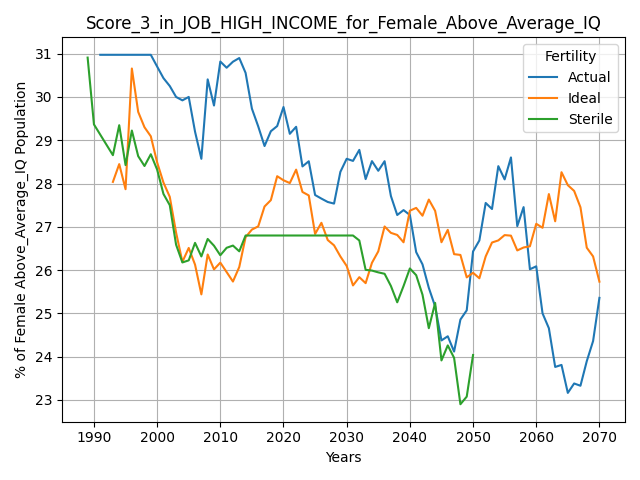 Score_3_in_JOB_HIGH_INCOME_for_Female_Above_Average_IQ
% of Female Above_Average_IQ Population
31
30
29
28
27
26
25
24
23
Fertility
Actual
Ideal
Sterile
1990 2000 2010 2020 2030 2040 2050 2060 2070
Years